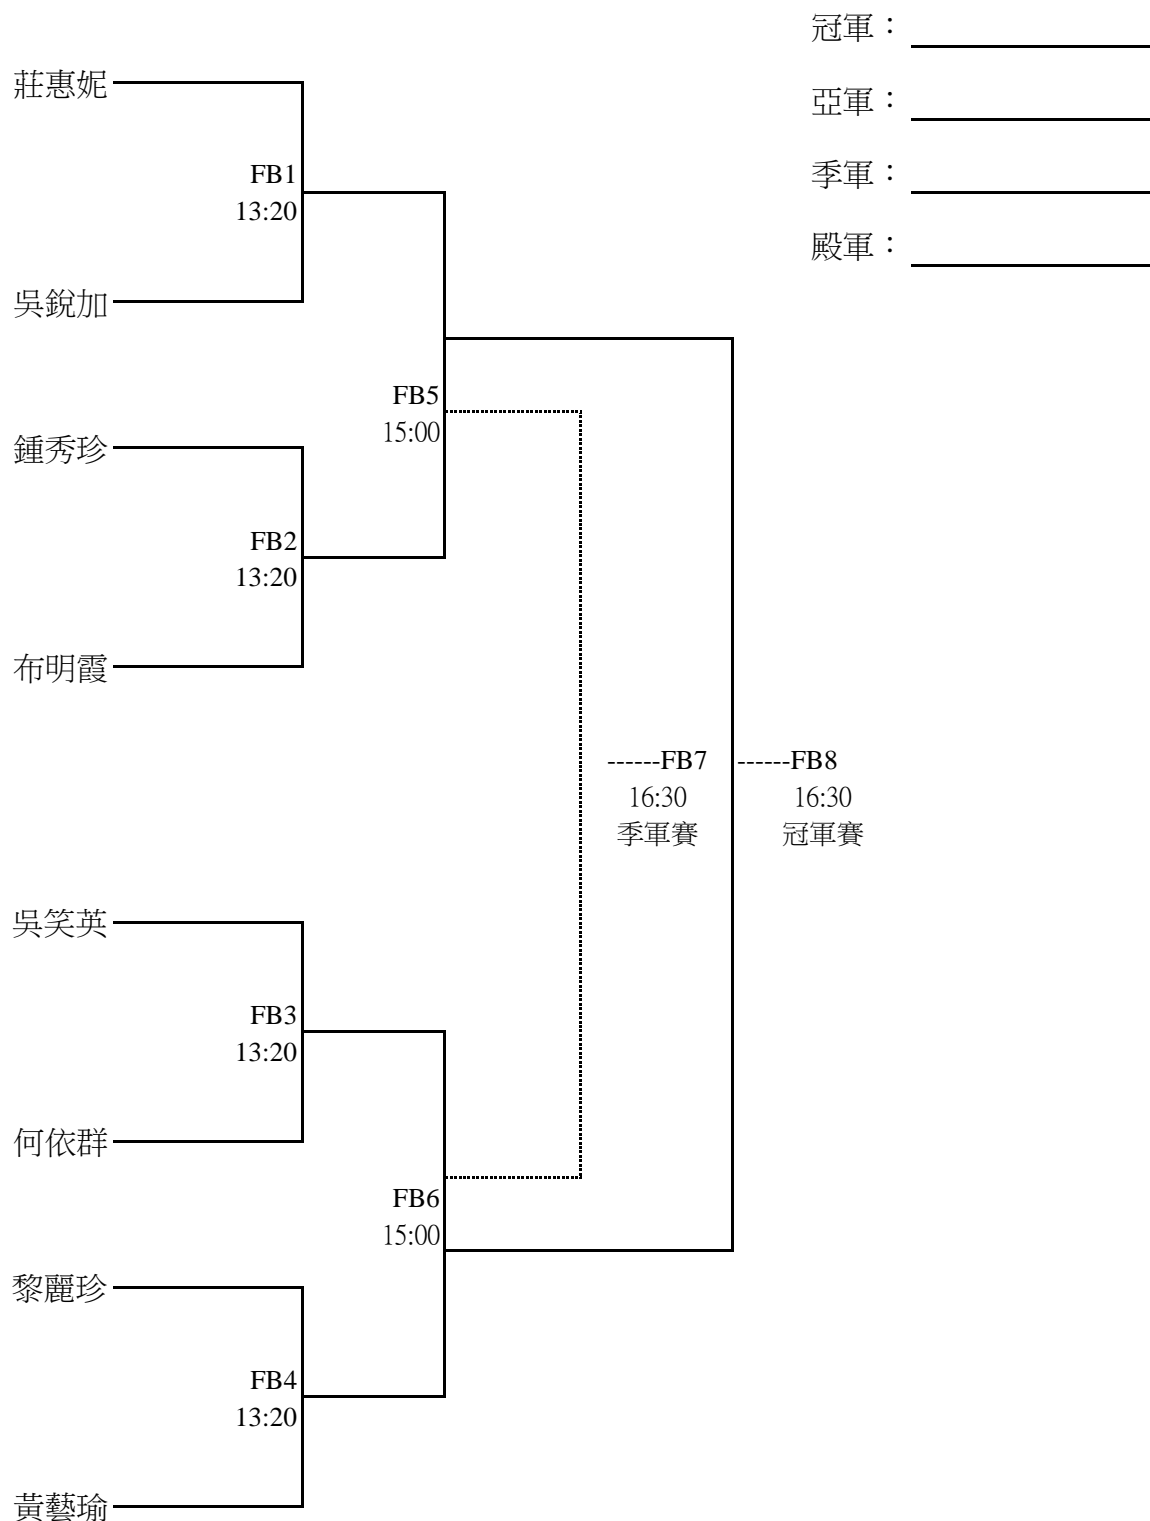 冠軍：
莊惠妮
亞軍：
FB1
季軍：
13:20
殿軍：
吳銳加
FB5
15:00
鍾秀珍
FB2
13:20
布明霞
------FB7
------FB8
16:30
16:30
季軍賽
冠軍賽
吳笑英
FB3
13:20
何依群
FB6
15:00
黎麗珍
FB4
13:20
黃藝瑜